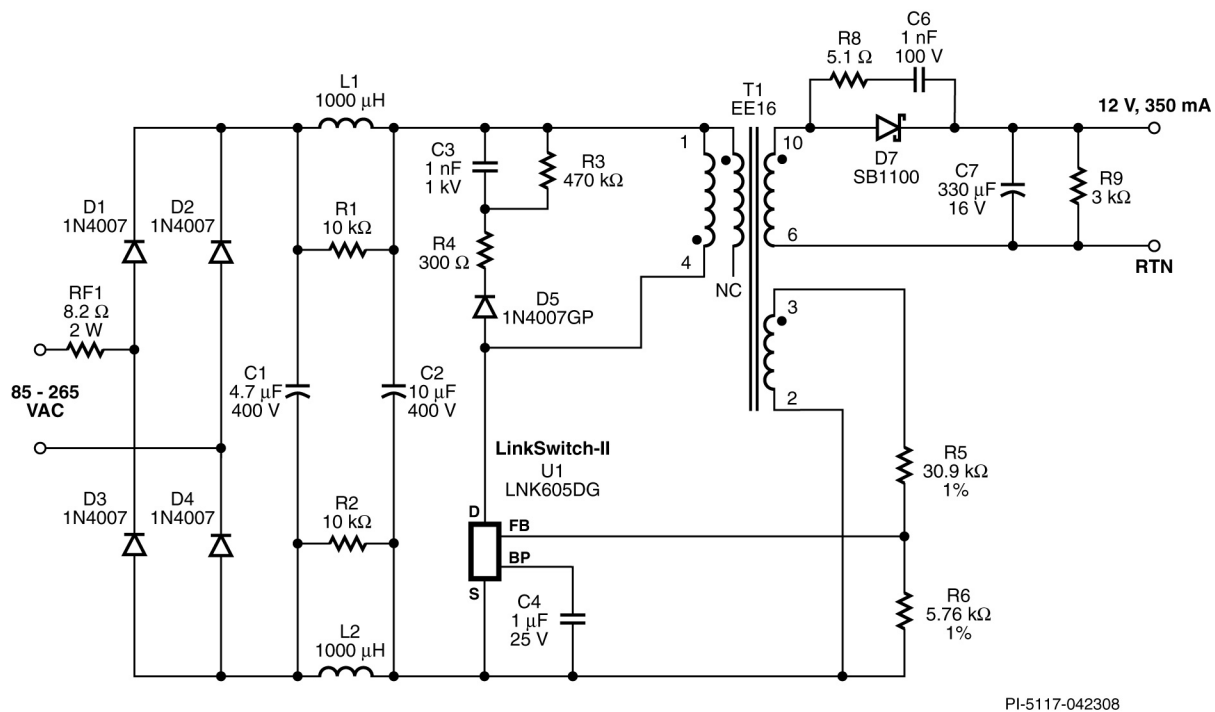 C6
1 nF
100 V
R8
5.1 Ω
L1
1000 µH
T1
EE16
12 V, 350 mA
1
10
C3
1 nF
1 kV
R3
470 kΩ
D7
SB1100
C7
330 µF
16 V
R9
3 kΩ
D1
1N4007
D2
1N4007
R1
10 kΩ
R4
300 Ω
4
6
NC
RTN
RF1
8.2 Ω
2 W
D5
1N4007GP
3
85 - 265
VAC
C1
4.7 µF
400 V
C2
10 µF
400 V
2
LinkSwitch-II
U1
LNK605DG
R5
30.9 kΩ
1%
D3
1N4007
D4
1N4007
R2
10 kΩ
D
FB
BP
S
C4
1 µF
25 V
R6
5.76 kΩ
1%
L2
1000 µH
PI-5117-042308